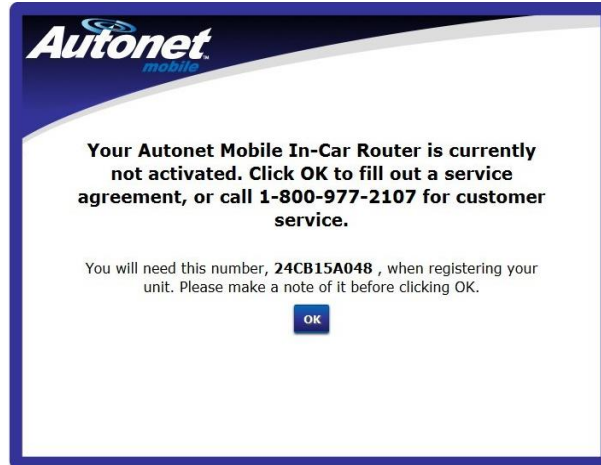 Autonet
mobile
Your Autonet Mobile In-Car Router is currently
not activated. Click OK to fill out a service
agreement, or call 1-800-977-2107 for customer
service.
You will need this number, 24CB15A048 , when registering your
unit. Please make a note of it before clicking OK.
OK